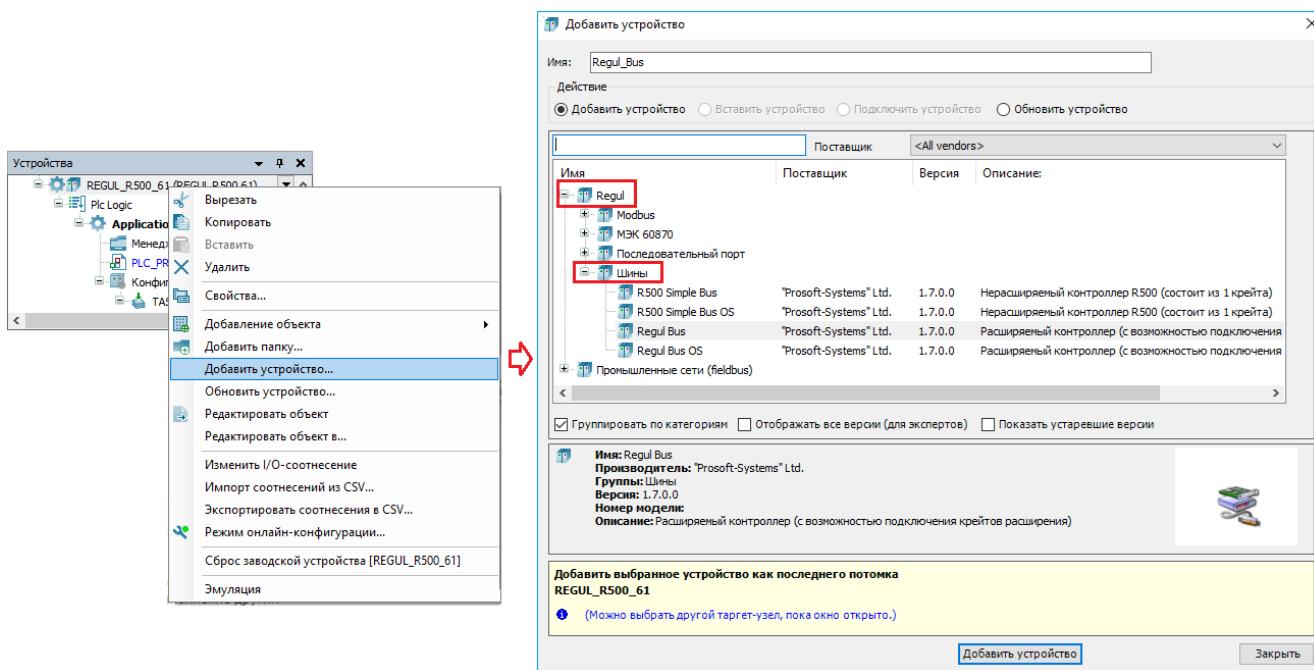 Устройства
REGUL_R500_61 (REGUL R500 61)
Plc Logic
Applicatio
Менед
PLC_PR
Конфиг
TAS
Вырезать
Копировать
Вставить
Удалить
Свойства...
Добавление объекта
Добавить папку...
Добавить устройство...
Обновить устройство...
Редактировать объект
Редактировать объект в...
Изменить I/O-соотнесение
Импорт соотнесений из CSV...
Экспортировать соотнесения в CSV...
Режим онлайн-конфигурации...
Сброс заводской устройства [REGUL_R500_61]
Эмуляция
Добавить устройство
Имя: Regul_Bus
Действие
Добавить устройство Вставить устройство Подключить устройство Обновить устройство
Поставщик <All vendors>
Имя Поставщик Версия Описание:
Regul
Modbus
МЭК 60870
Последовательный порт
Шины
R500 Simple Bus "Prosoft-Systems" Ltd. 1.7.0.0 Нерасширяемый контроллер R500 (состоит из 1 крейта)
R500 Simple Bus OS "Prosoft-Systems" Ltd. 1.7.0.0 Нерасширяемый контроллер R500 (состоит из 1 крейта)
Regul Bus "Prosoft-Systems" Ltd. 1.7.0.0 Расширяемый контроллер (с возможностью подключения
Regul Bus OS "Prosoft-Systems" Ltd. 1.7.0.0 Расширяемый контроллер (с возможностью подключения
Промышленные сети (fieldbus)
Группировать по категориям Отображать все версии (для экспертов) Показать устаревшие версии
Имя: Regul Bus
Производитель: "Prosoft-Systems" Ltd.
Группы: Шины
Версия: 1.7.0.0
Номер модели:
Описание: Расширяемый контроллер (с возможностью подключения крейтов расширения)
Добавить выбранное устройство как последнего потомка
REGUL_R500_61
(Можно выбрать другой таргет-узел, пока окно открыто.)
Добавить устройство Закрыть